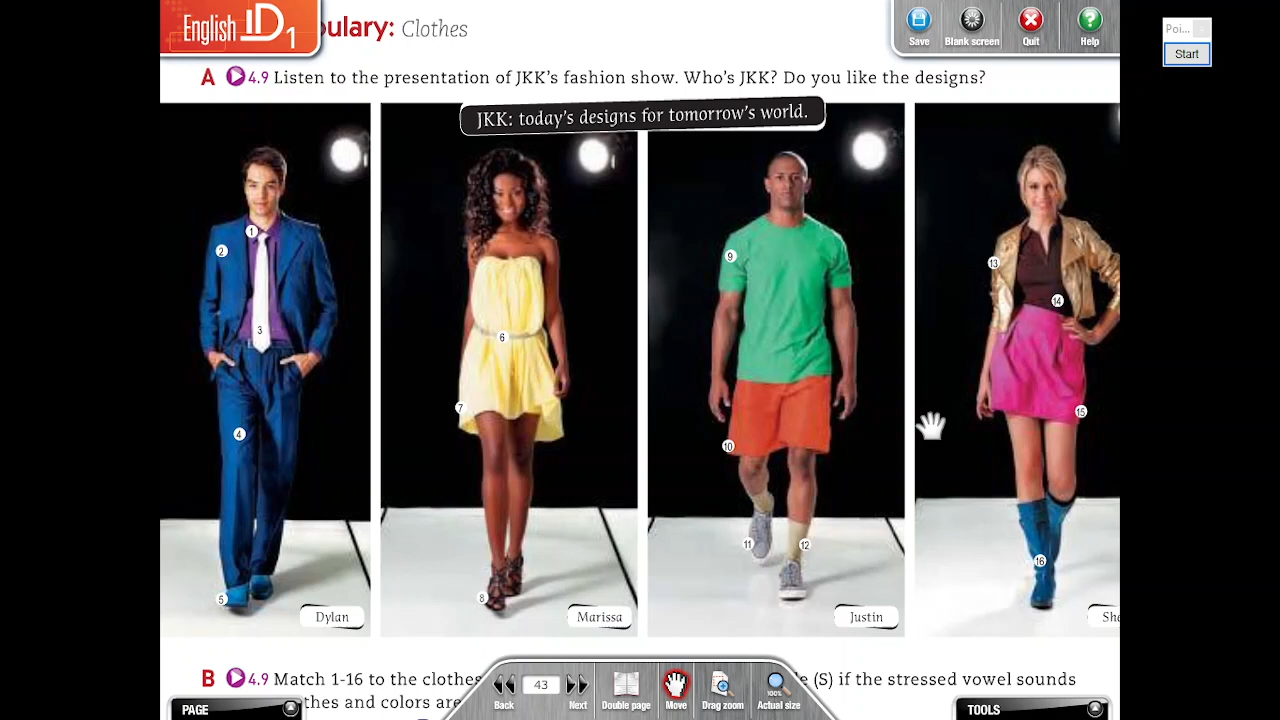 English ID 1
ulary: Clothes
Save
Blank screen
Quit
Help
Poi...
Start
A 4.9 Listen to the presentation of JKK's fashion show. Who's JKK? Do you like the designs?
JKK: today's designs for tomorrow's world.
1
2
3
4
5
Dylan
6
7
8
Marissa
9
10
11
12
Justin
13
14
15
16
Sh
B 4.9 Match 1-16 to the clothes
(S) if the stressed vowel sounds
thes and colors are
Back
43
Next
Double page
Move
Drag zoom
100%
Actual size
PAGE
TOOLS